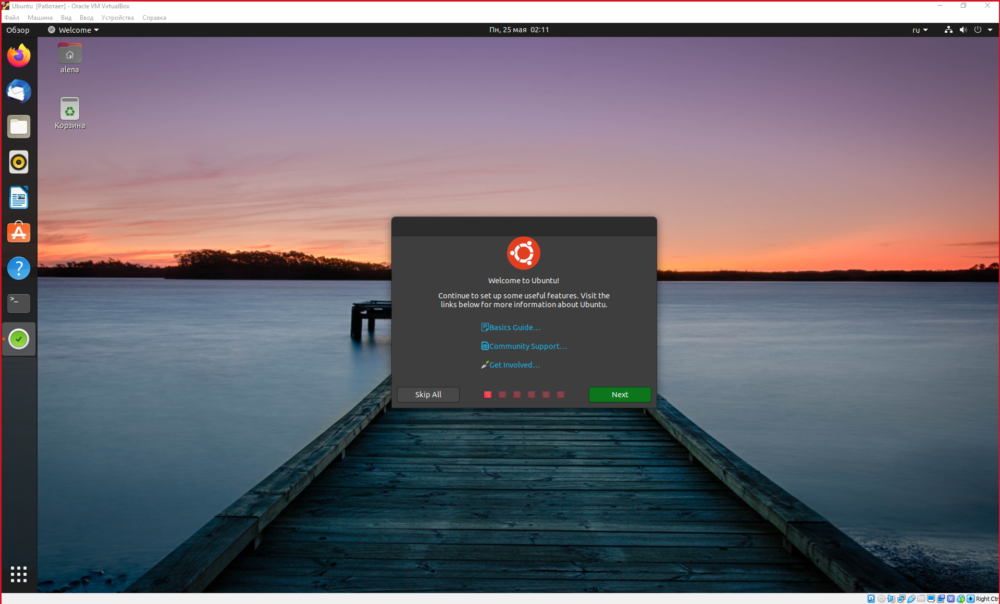 Ubuntu [Работает] - Oracle VM VirtualBox
Файл Машина Вид Ввод Устройства Справка
Обзор Welcome Пн, 25 мая 02:11 ru
alena
Корзина
Welcome to Ubuntu!
Continue to set up some useful features. Visit the
links below for more information about Ubuntu.
Basics Guide...
Community Support...
Get Involved...
Skip All Next
Right Ctr